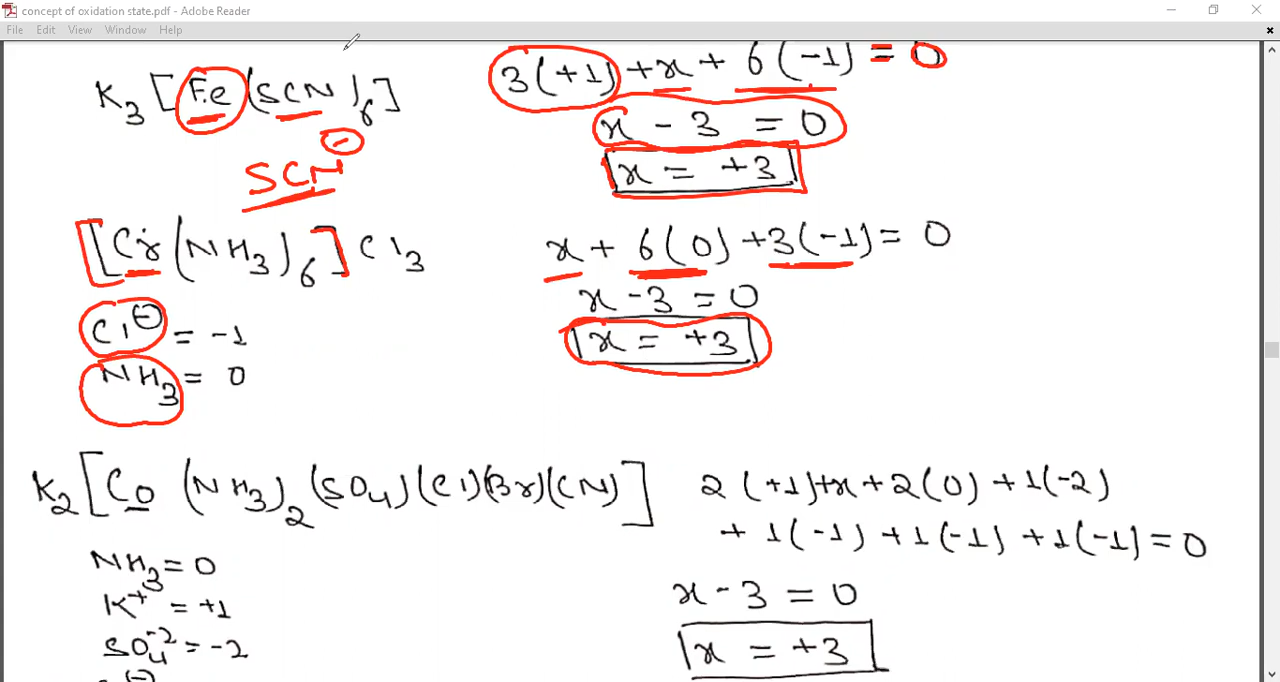 concept of oxidation state.pdf - Adobe Reader
File Edit View Window Help
K3 [Fe(SCN)6] 3(+1)+x+ 6(-1) = 0
x - 3 = 0
SCN⊖ x = +3
[Cr(NH3)6]Cl3 x + 6(0)+3(-1)= 0
x - 3 = 0
Cl⊖ = -1 x = +3
NH3 = 0
K2 [Co (NH3)2 (SO4)(Cl)(Br)(CN)] 2 (+1)+x+2(0)+1(-2)
+ 1(-1) +1(-1) +1(-1) = 0
NH3 = 0
K+ = +1 x - 3 = 0
SO4-2 = -2 x = +3